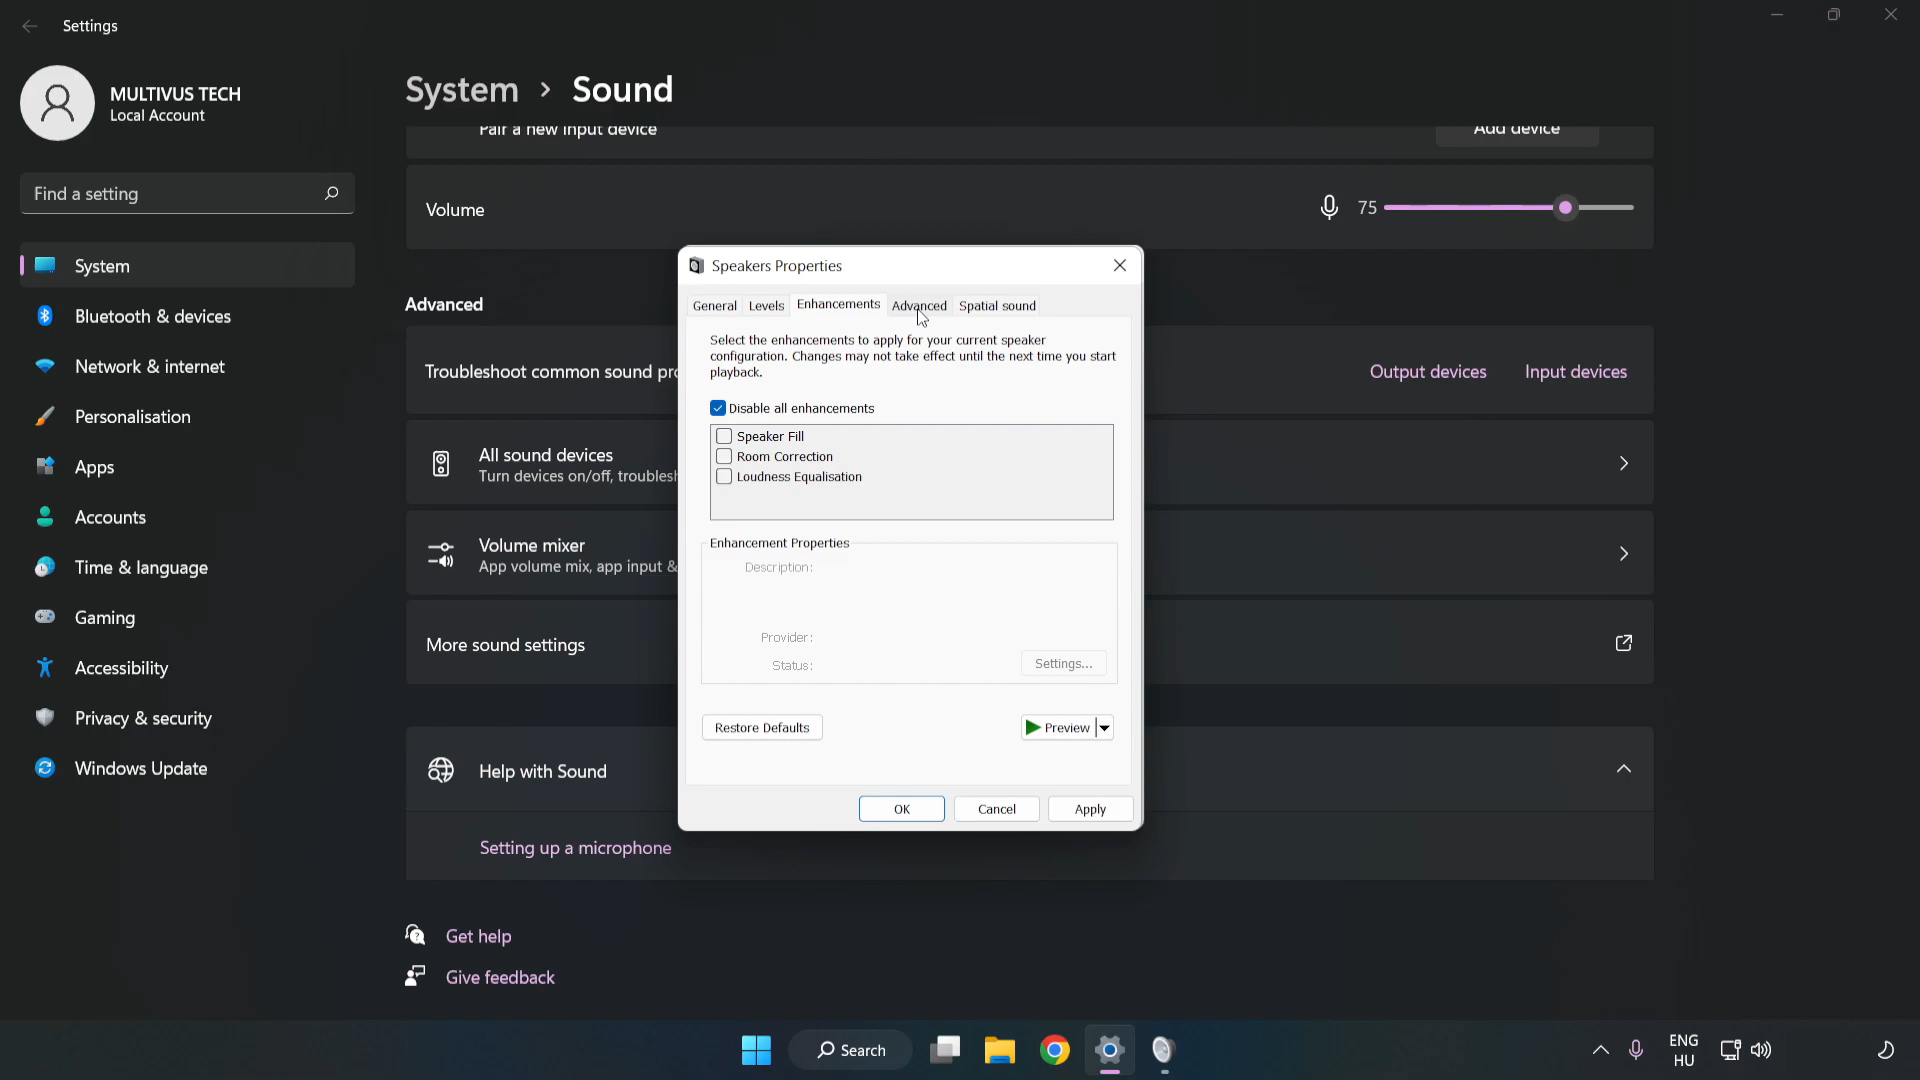 Settings
MULTIVUS TECH
Local Account
Find a setting
System
Bluetooth & devices
Network & internet
Personalisation
Apps
Accounts
Time & language
Gaming
Accessibility
Privacy & security
Windows Update
System > Sound
Pair a new input device
Add device
Volume
75
Advanced
Troubleshoot common sound pro
Output devices
Input devices
All sound devices
Turn devices on/off, troublesh
Volume mixer
App volume mix, app input &
More sound settings
Help with Sound
Setting up a microphone
Get help
Give feedback
Speakers Properties
General
Levels
Enhancements
Advanced
Spatial sound
Select the enhancements to apply for your current speaker
configuration. Changes may not take effect until the next time you start
playback.
Disable all enhancements
Speaker Fill
Room Correction
Loudness Equalisation
Enhancement Properties
Description:
Provider:
Status:
Settings...
Restore Defaults
Preview
OK
Cancel
Apply
Search
ENG
HU